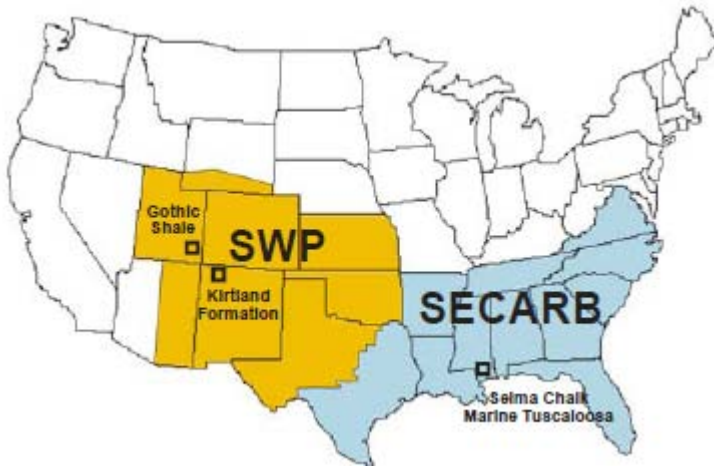 Gothic
Shale
SWP
Kirtland
Formation
SECARB
Selma Chalk
Marine Tuscaloosa